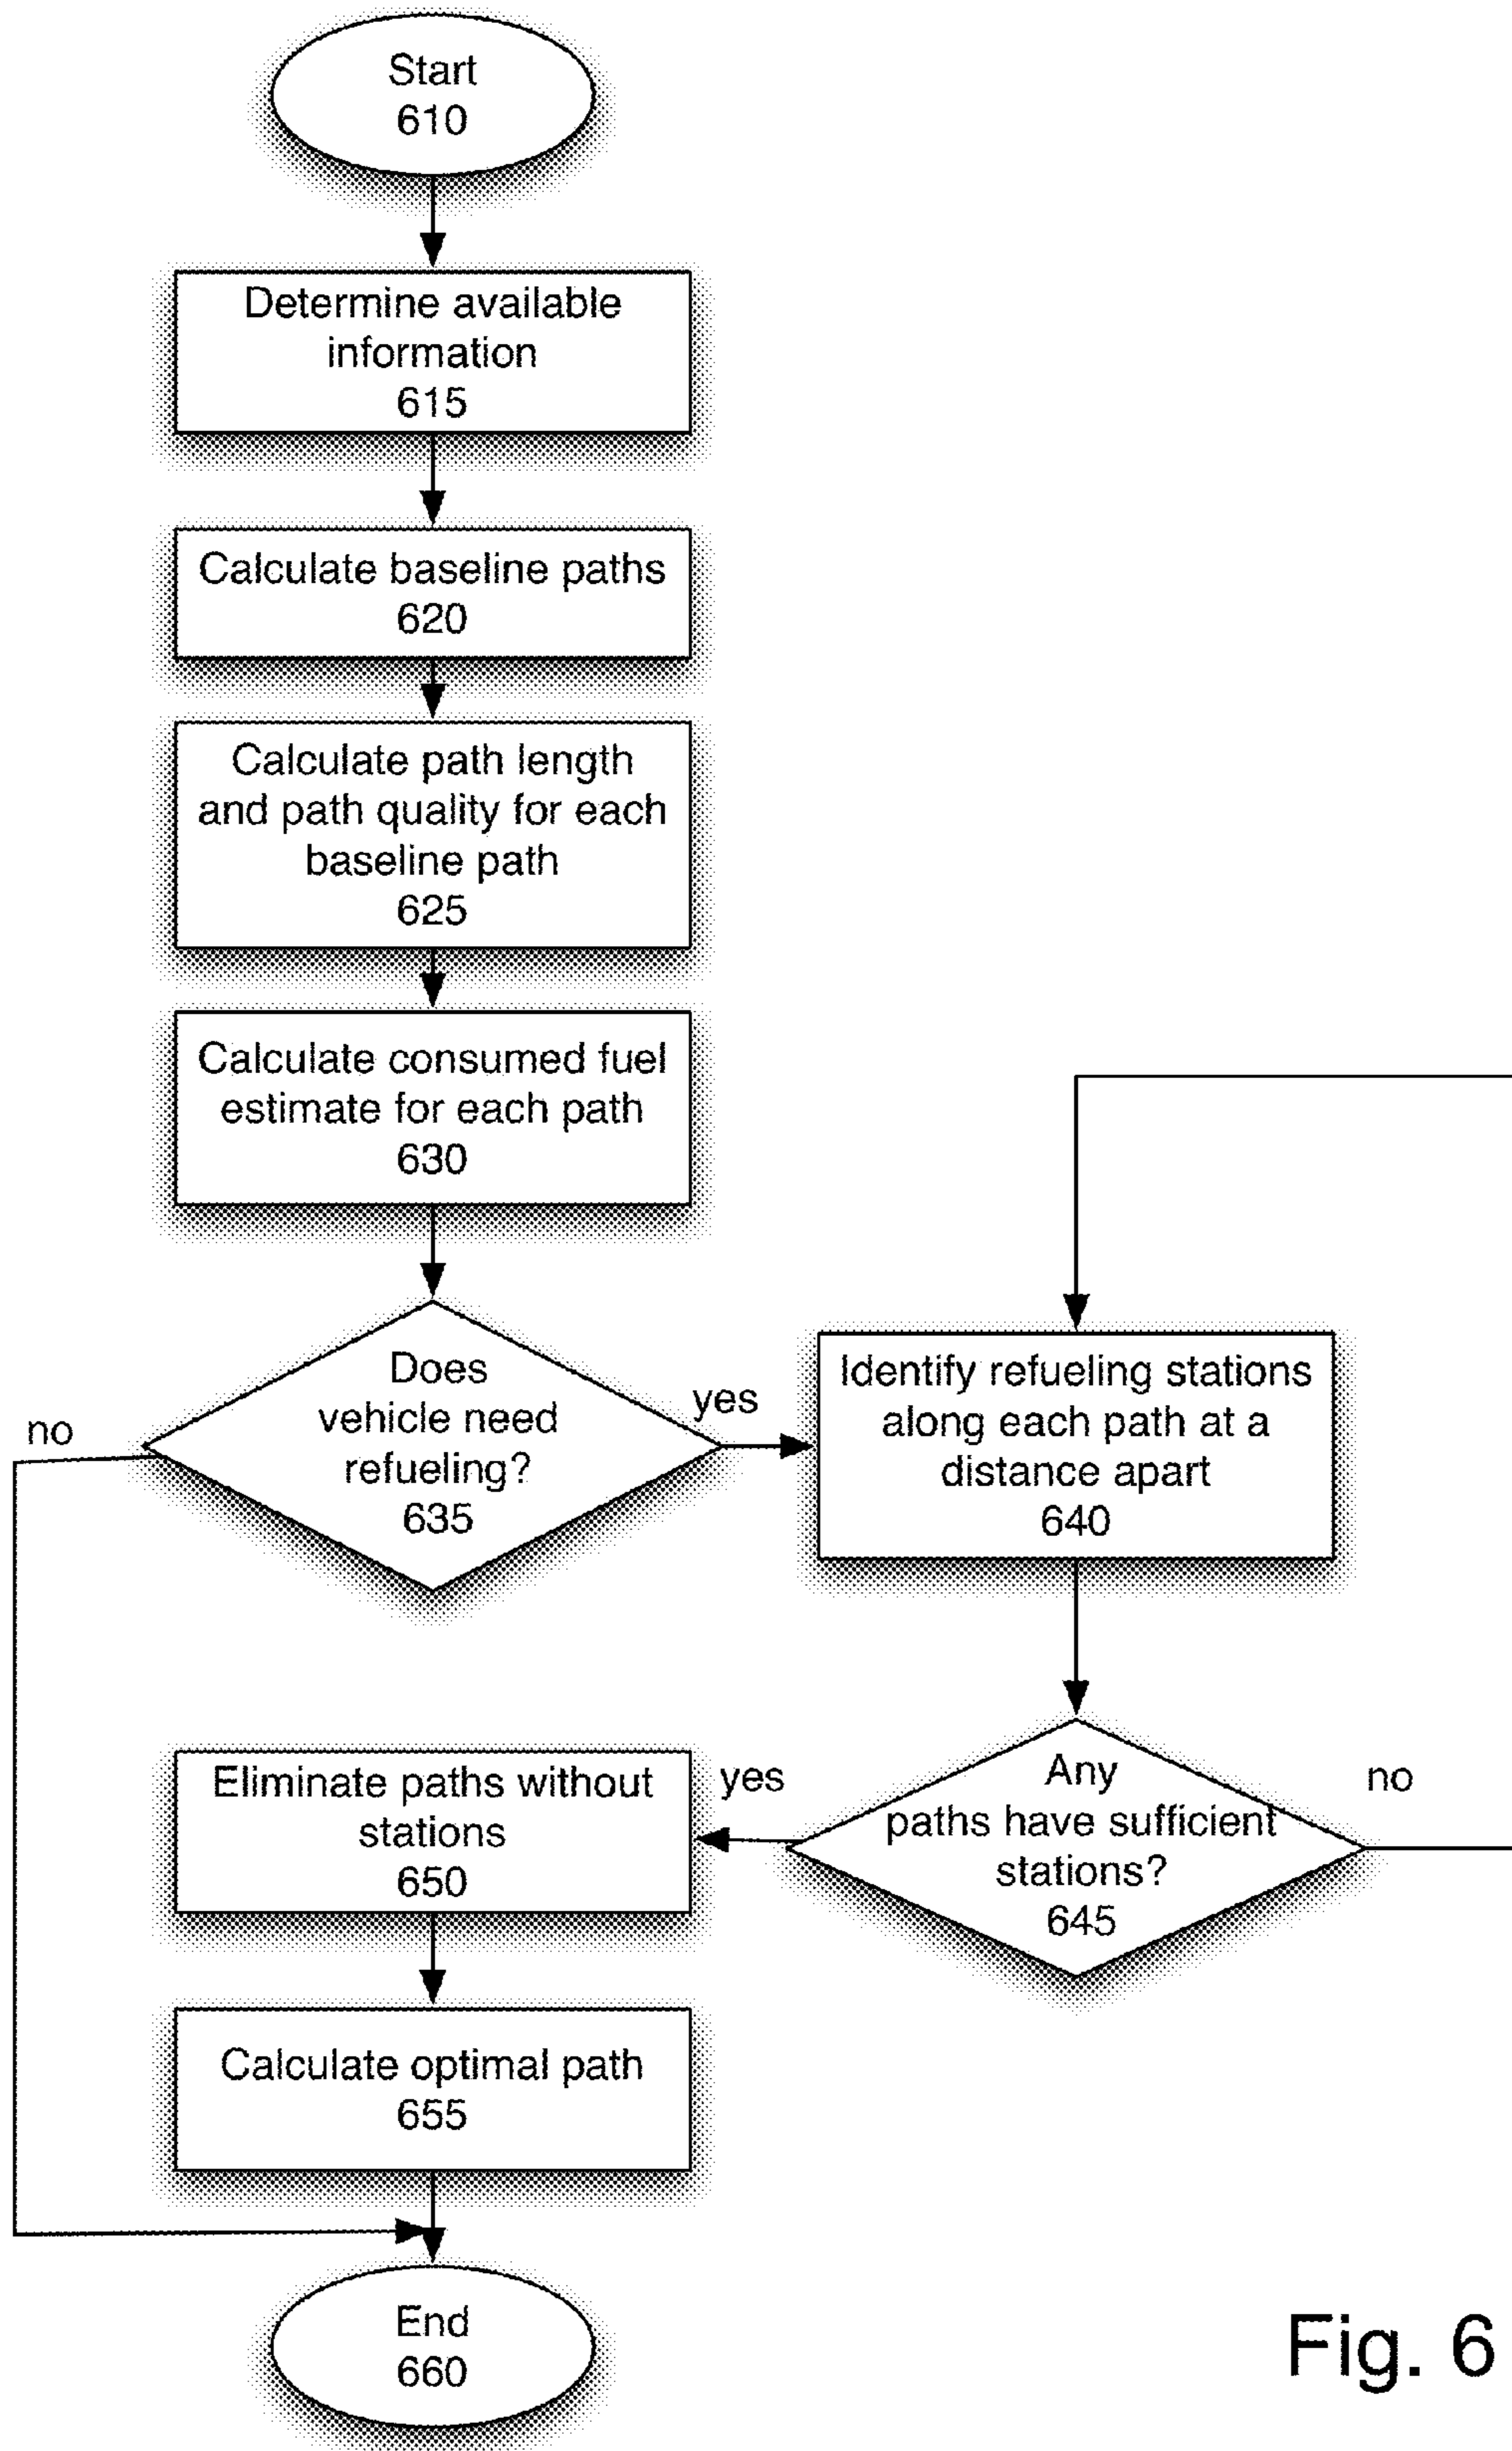 Start
610
Determine available
information
615
Calculate baseline paths
620
Calculate path length
and path quality for each
baseline path
625
Calculate consumed fuel
estimate for each path
630
Does
vehicle need
refueling?
635
no
yes
Identify refueling stations
along each path at a
distance apart
640
Any
paths have sufficient
stations?
645
no
yes
Eliminate paths without
stations
650
Calculate optimal path
655
End
660
Fig. 6